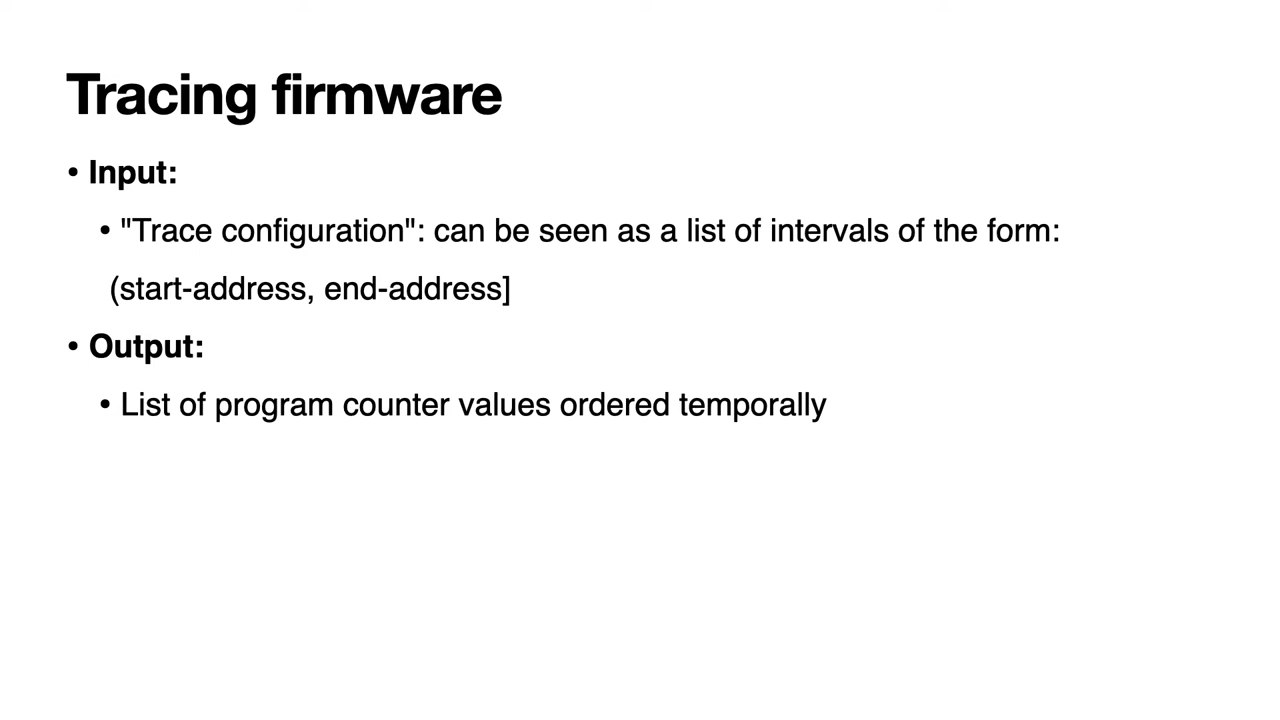 Tracing firmware
• Input:
• "Trace configuration": can be seen as a list of intervals of the form:
(start-address, end-address]
• Output:
• List of program counter values ordered temporally